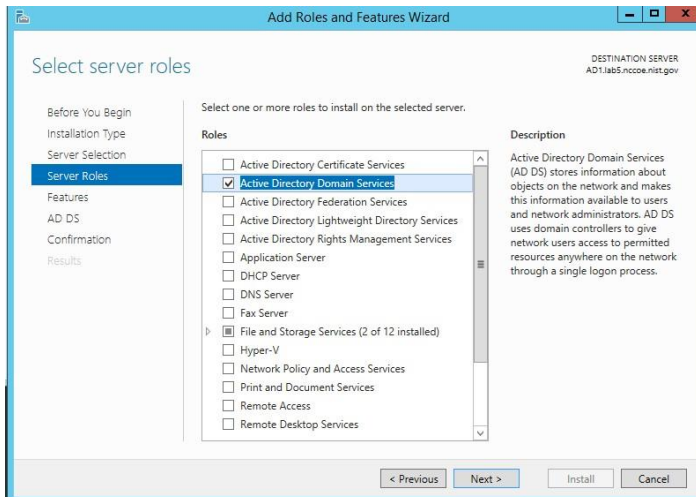 Add Roles and Features Wizard
Select server roles
DESTINATION SERVER
AD1.lab5.nccoe.nist.gov
Before You Begin
Installation Type
Server Selection
Server Roles
Features
AD DS
Confirmation
Results
Select one or more roles to install on the selected server.
Roles
Active Directory Certificate Services
Active Directory Domain Services
Active Directory Federation Services
Active Directory Lightweight Directory Services
Active Directory Rights Management Services
Application Server
DHCP Server
DNS Server
Fax Server
File and Storage Services (2 of 12 installed)
Hyper-V
Network Policy and Access Services
Print and Document Services
Remote Access
Remote Desktop Services
Description
Active Directory Domain Services
(AD DS) stores information about
objects on the network and makes
this information available to users
and network administrators. AD DS
uses domain controllers to give
network users access to permitted
resources anywhere on the network
through a single logon process.
< Previous
Next >
Install
Cancel